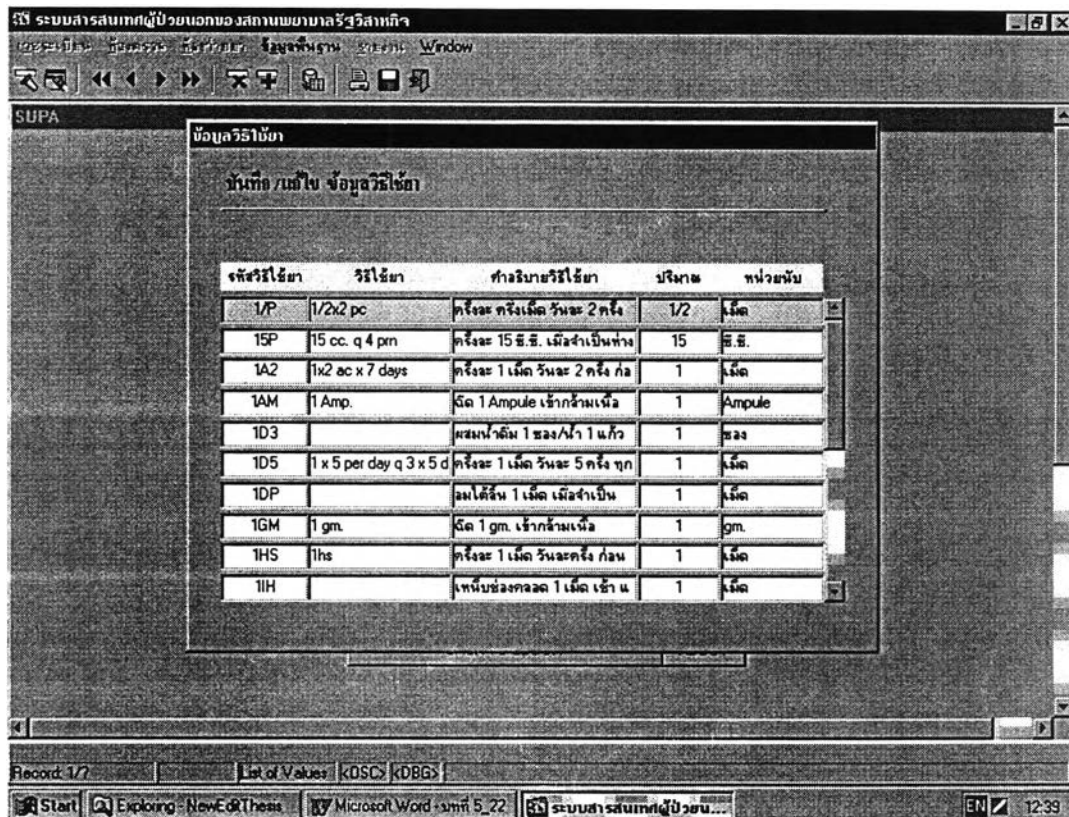 ระบบสารสนเทศผู้ป่วยนอกของสถานพยาบาลรัฐวิสาหกิจ
ข้อมูลพื้นฐาน Window
SUPA
ข้อมูลวิธีใช้ยา
บันทึก /แก้ไข ข้อมูลวิธีใช้ยา
รหัสวิธีใช้ยา วิธีใช้ยา คำอธิบายวิธีใช้ยา ปริมาณ หน่วยนับ
1/P 1/2x2 pc ครั้งละ ครึ่งเม็ด วันละ 2 ครั้ง 1/2 เม็ด
15P 15 cc. q 4 prn ครั้งละ 15 ซี.ซี. เมื่อจำเป็นห่าง 15 ซี.ซี.
1A2 1x2 ac x 7 days ครั้งละ 1 เม็ด วันละ 2 ครั้ง ก่อ 1 เม็ด
1AM 1 Amp. ฉีด 1 Ampule เข้ากล้ามเนื้อ 1 Ampule
1D3 ผสมน้ำดื่ม 1 ซอง/น้ำ 1 แก้ว 1 ซอง
1D5 1 x 5 per day q 3 x 5 d ครั้งละ 1 เม็ด วันละ 5 ครั้ง ทุก 1 เม็ด
1DP อมใต้ลิ้น 1 เม็ด เมื่อจำเป็น 1 เม็ด
1GM 1 gm. ฉีด 1 gm. เข้ากล้ามเนื้อ 1 gm.
1HS 1hs ครั้งละ 1 เม็ด วันละครั้ง ก่อน 1 เม็ด
1IH เหน็บช่องคลอด 1 เม็ด เช้า แ 1 เม็ด
Record: 1/? List of Values <OSC> <DBG>
Start Exploring - NewEditThesis Microsoft Word - บทที่ 5_22 ระบบสารสนเทศผู้ป่วยน... EN 12:39